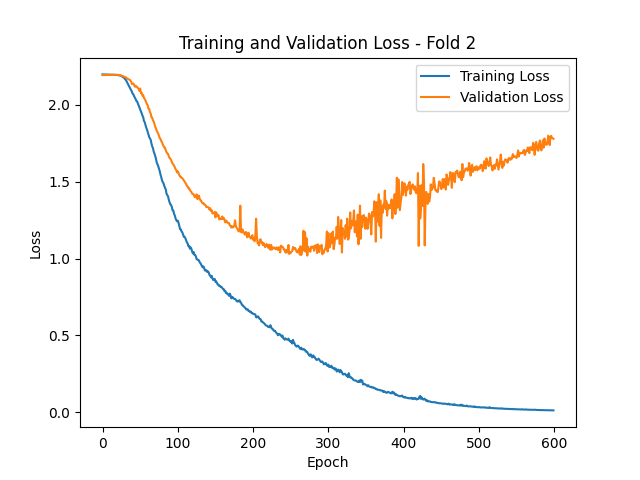 Training and Validation Loss - Fold 2
Training Loss
Validation Loss
Loss
2.0
1.5
1.0
0.5
0.0
0 100 200 300 400 500 600
Epoch